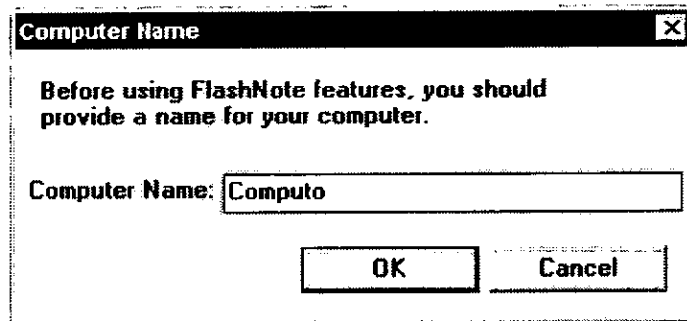 Computer Name
Before using FlashNote features, you should
provide a name for your computer.
Computer Name: Computo
OK Cancel